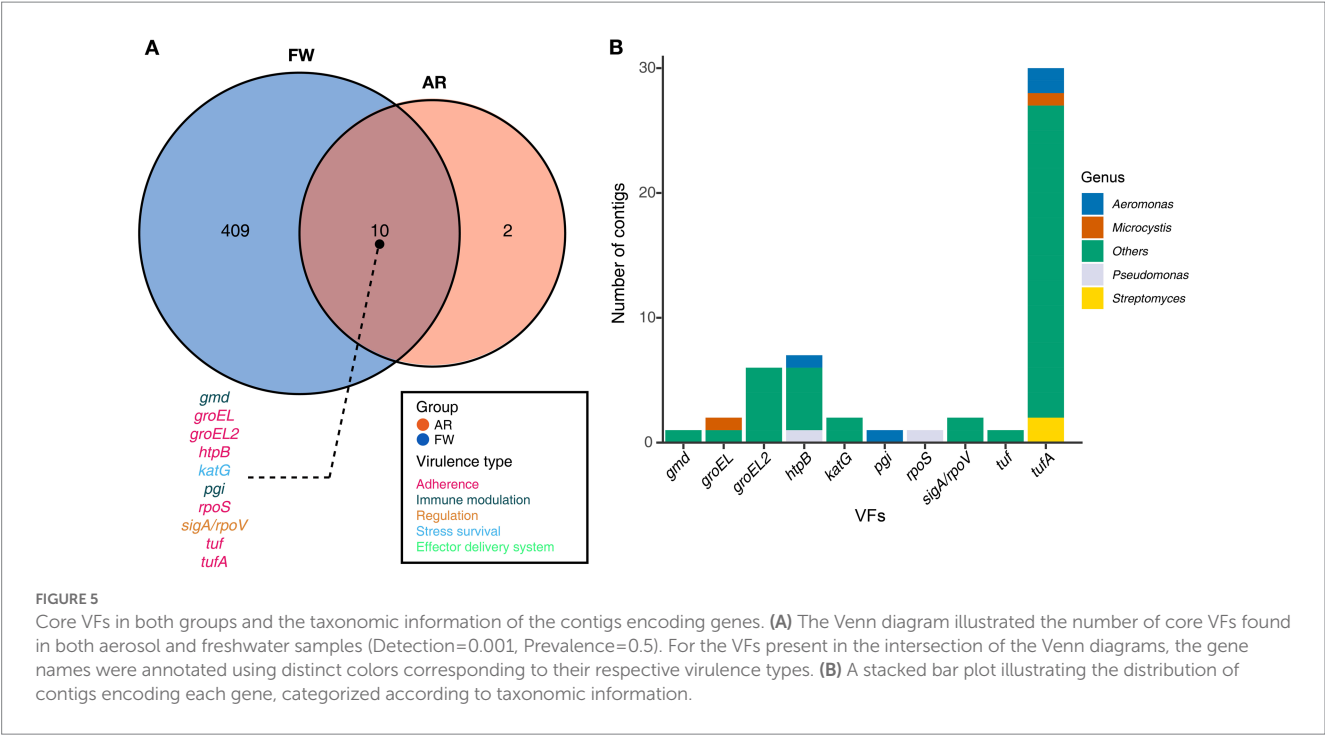 A
FW
AR
409
10
2
gmd
groEL
groEL2
htpB
katG
pgi
rpoS
sigA/rpoV
tuf
tufA
Group
AR
FW
Virulence type
Adherence
Immune modulation
Regulation
Stress survival
Effector delivery system
B
Number of contigs
30
20
10
0
gmd
groEL
groEL2
htpB
katG
pgi
rpoS
sigA/rpoV
tuf
tufA
VFs
Genus
Aeromonas
Microcystis
Others
Pseudomonas
Streptomyces
FIGURE 5
Core VFs in both groups and the taxonomic information of the contigs encoding genes. (A) The Venn diagram illustrated the number of core VFs found
in both aerosol and freshwater samples (Detection=0.001, Prevalence=0.5). For the VFs present in the intersection of the Venn diagrams, the gene
names were annotated using distinct colors corresponding to their respective virulence types. (B) A stacked bar plot illustrating the distribution of
contigs encoding each gene, categorized according to taxonomic information.